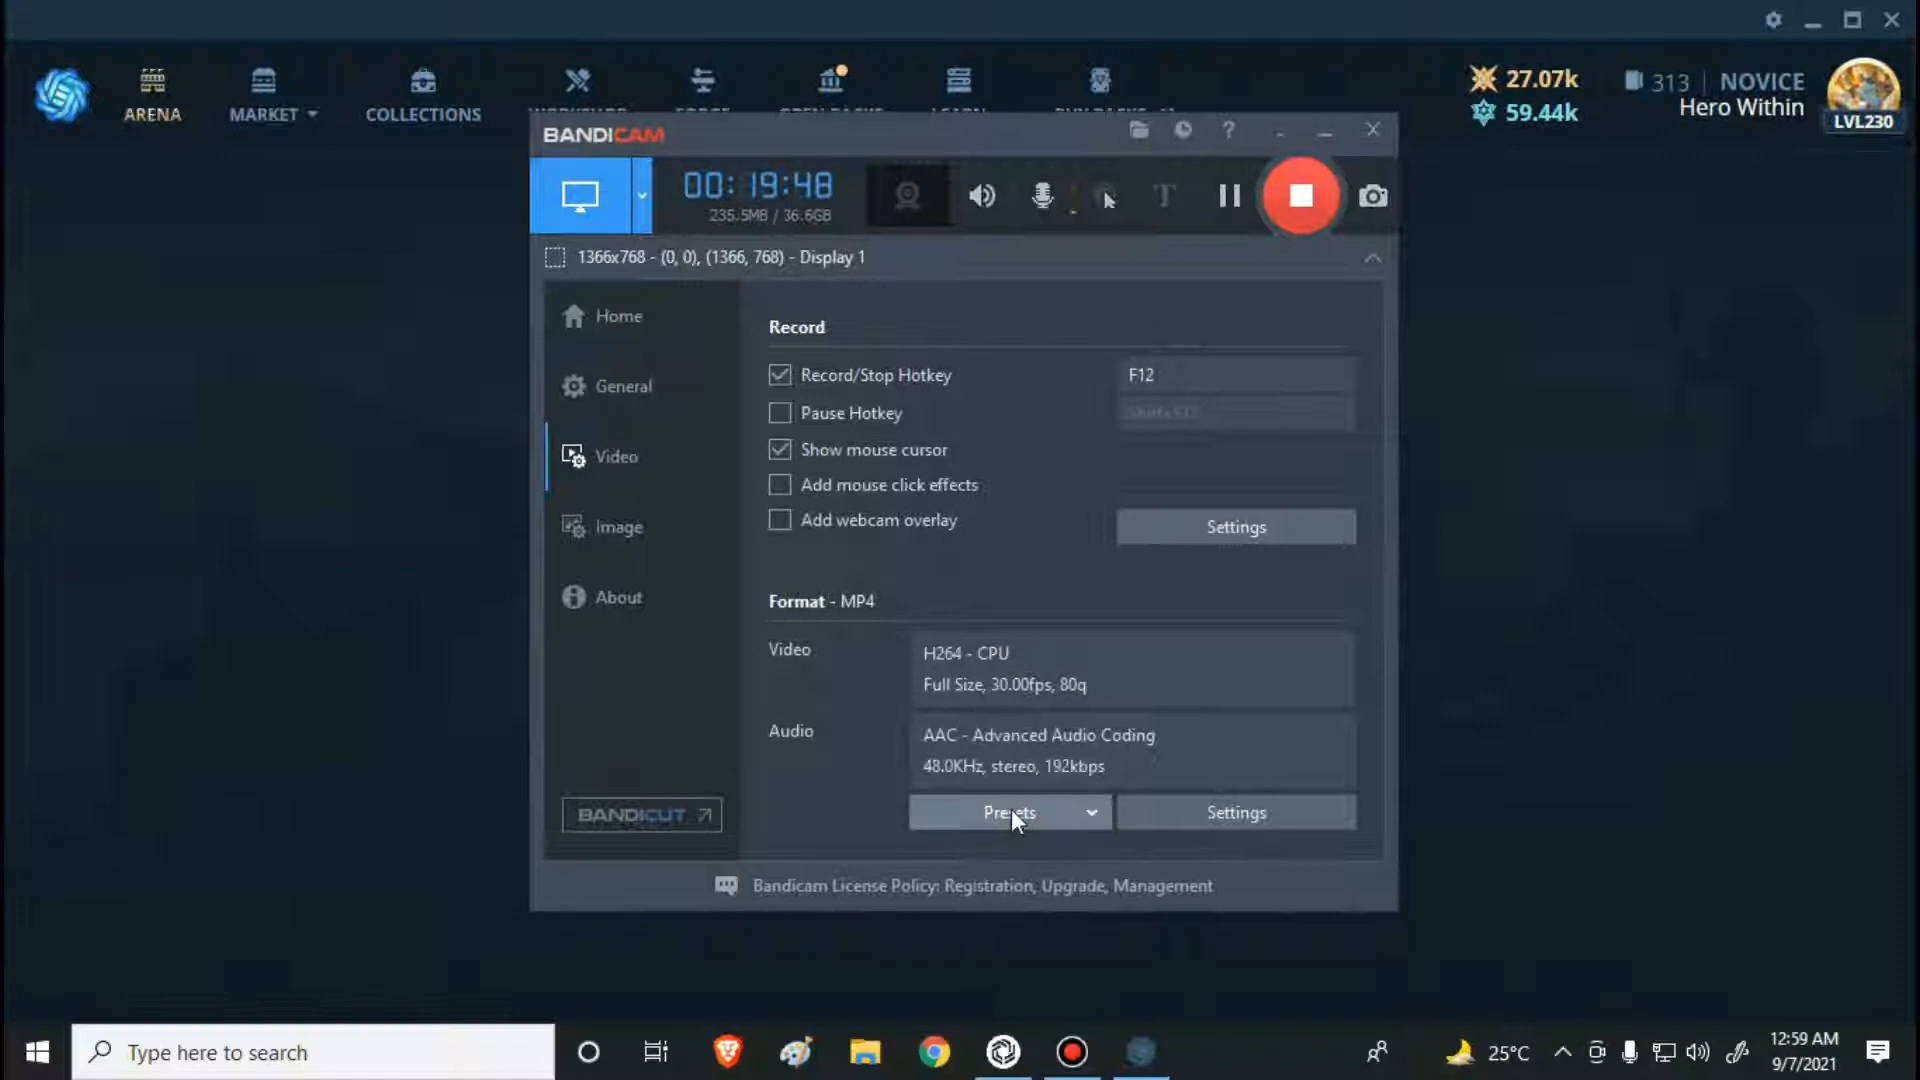 ARENA
MARKET
COLLECTIONS
27.07k
59.44k
313 | NOVICE
Hero Within
LVL230
BANDICAM
00:19:48
235.5MB / 36.6GB
1366x768 - (0, 0), (1366, 768) - Display 1
Home
General
Video
Image
About
BANDICUT
Record
Record/Stop Hotkey
F12
Pause Hotkey
Show mouse cursor
Add mouse click effects
Add webcam overlay
Settings
Format - MP4
Video
H264 - CPU
Full Size, 30.00fps, 80q
Audio
AAC - Advanced Audio Coding
48.0KHz, stereo, 192kbps
Presets
Settings
Bandicam License Policy: Registration, Upgrade, Management
Type here to search
25°C
12:59 AM
9/7/2021